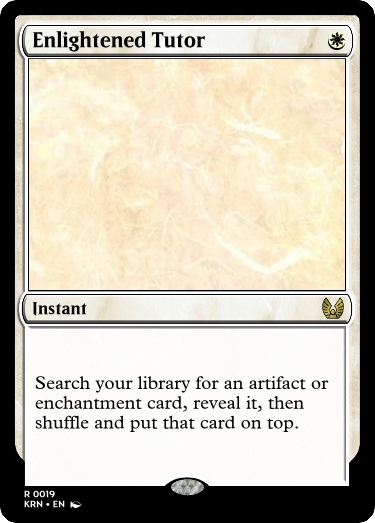 Enlightened Tutor
Instant
Search your library for an artifact or
enchantment card, reveal it, then
shuffle and put that card on top.
R 0019
KRN • EN